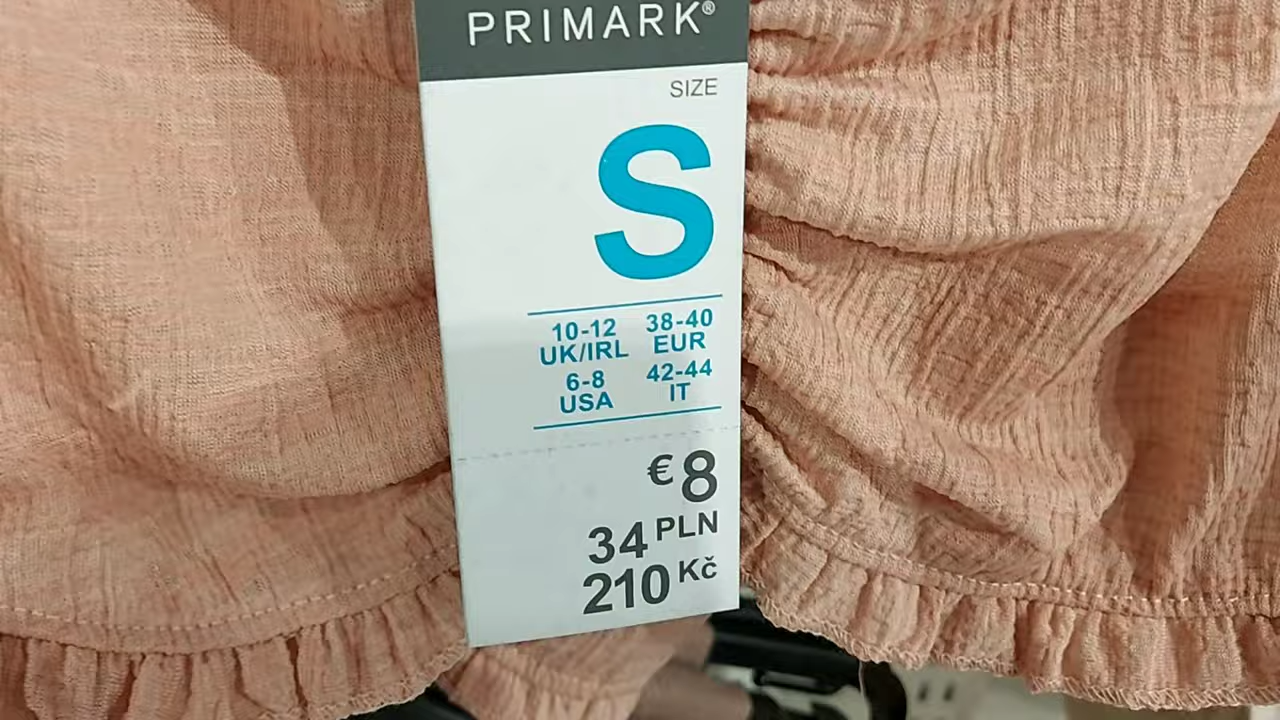 PRIMARK®
SIZE
S
10-12 38-40
UK/IRL EUR
6-8 42-44
USA IT
€8
34 PLN
210 Kč